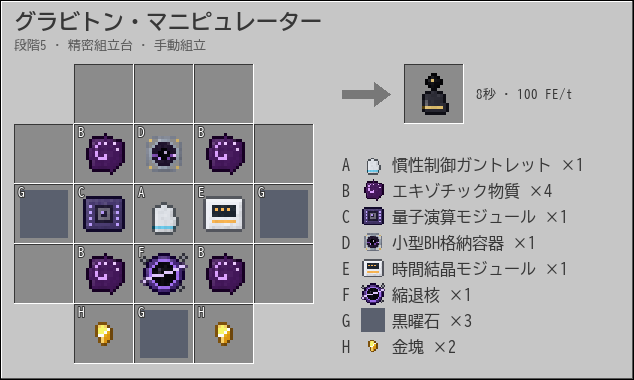 グラビトン・マニピュレーター
段階5 · 精密組立台 · 手動組立
8秒 · 100 FE/t
B D B
G C A E G
B F B
H G H
A 慣性制御ガントレット ×1
B エキゾチック物質 ×4
C 量子演算モジュール ×1
D 小型BH格納容器 ×1
E 時間結晶モジュール ×1
F 縮退核 ×1
G 黒曜石 ×3
H 金塊 ×2